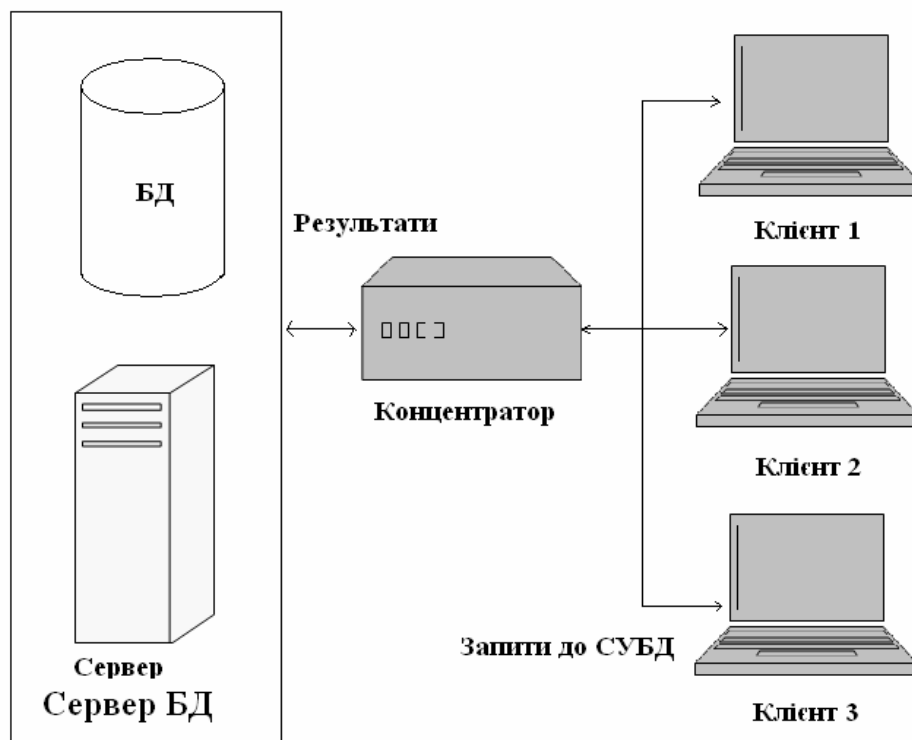 БД
Результати
Клієнт 1
Концентратор
Клієнт 2
Сервер
Сервер БД
Запити до СУБД
Клієнт 3